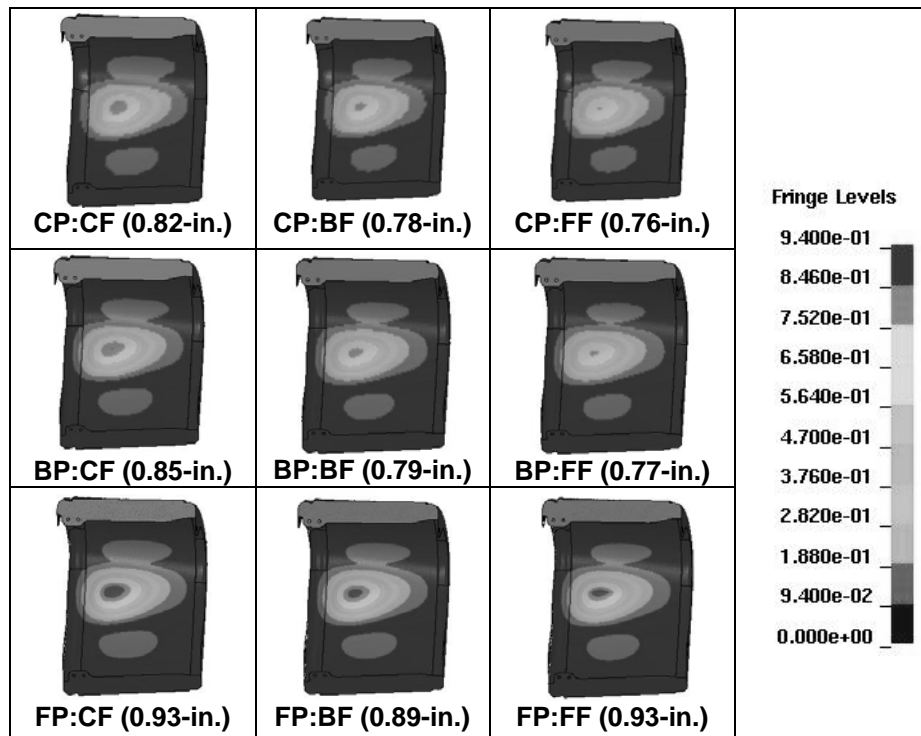 CP:CF (0.82-in.)
CP:BF (0.78-in.)
CP:FF (0.76-in.)
BP:CF (0.85-in.)
BP:BF (0.79-in.)
BP:FF (0.77-in.)
FP:CF (0.93-in.)
FP:BF (0.89-in.)
FP:FF (0.93-in.)
Fringe Levels
9.400e-01
8.460e-01
7.520e-01
6.580e-01
5.640e-01
4.700e-01
3.760e-01
2.820e-01
1.880e-01
9.400e-02
0.000e+00